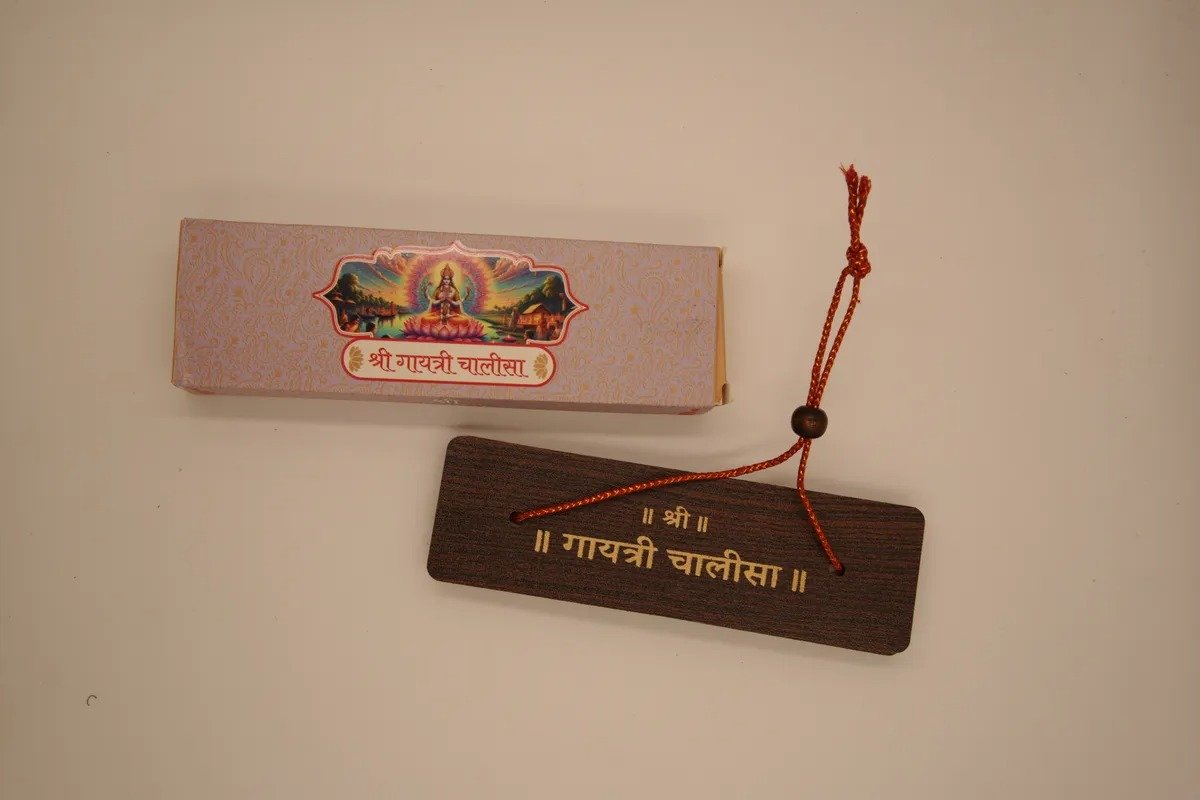 श्री गायत्री चालीसा
॥ श्री ॥
॥ गायत्री चालीसा ॥